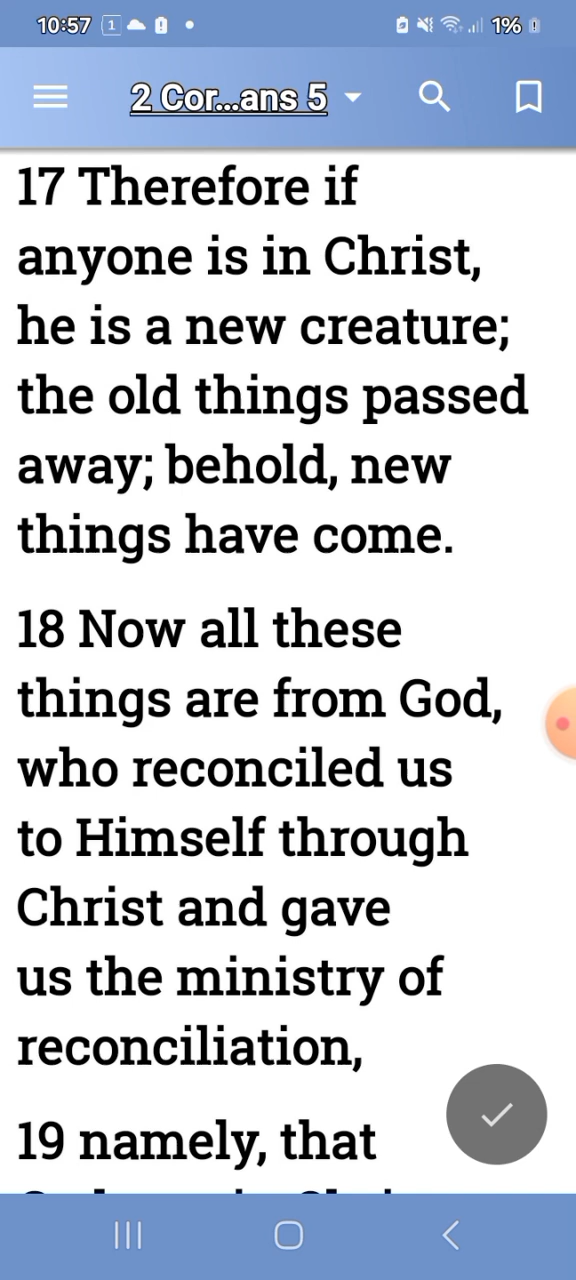 10:57 1 1%
2 Cor...ans 5
17 Therefore if
anyone is in Christ,
he is a new creature;
the old things passed
away; behold, new
things have come.
18 Now all these
things are from God,
who reconciled us
to Himself through
Christ and gave
us the ministry of
reconciliation,
19 namely, that